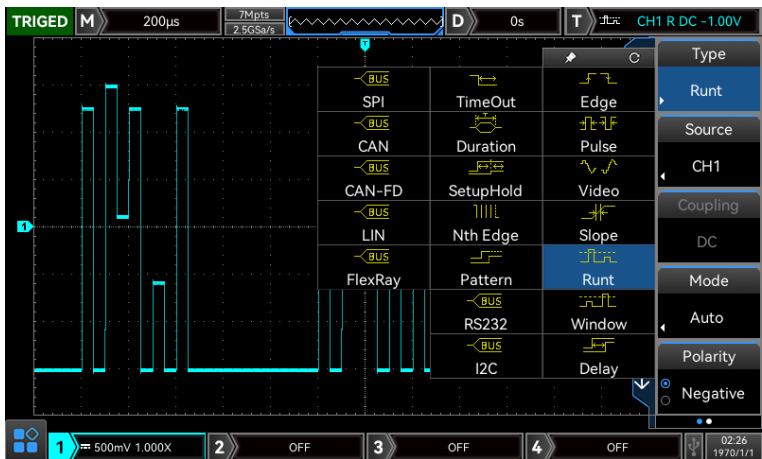 TRIGED M 200μs 7Mpts D 0s T CH1 R DC -1.00V
2.5GSa/s
T
Type
Runt
BUS
SPI TimeOut Edge
Source
BUS
CAN Duration Pulse
CH1
BUS
CAN-FD SetupHold Video
Coupling
BUS
LIN Nth Edge Slope
DC
BUS
FlexRay Pattern Runt
Mode
BUS
RS232 Window
Auto
BUS
I2C Delay
Polarity
Negative
1
1 500mV 1.000X 2 OFF 3 OFF 4 OFF 02:26
1970/1/1